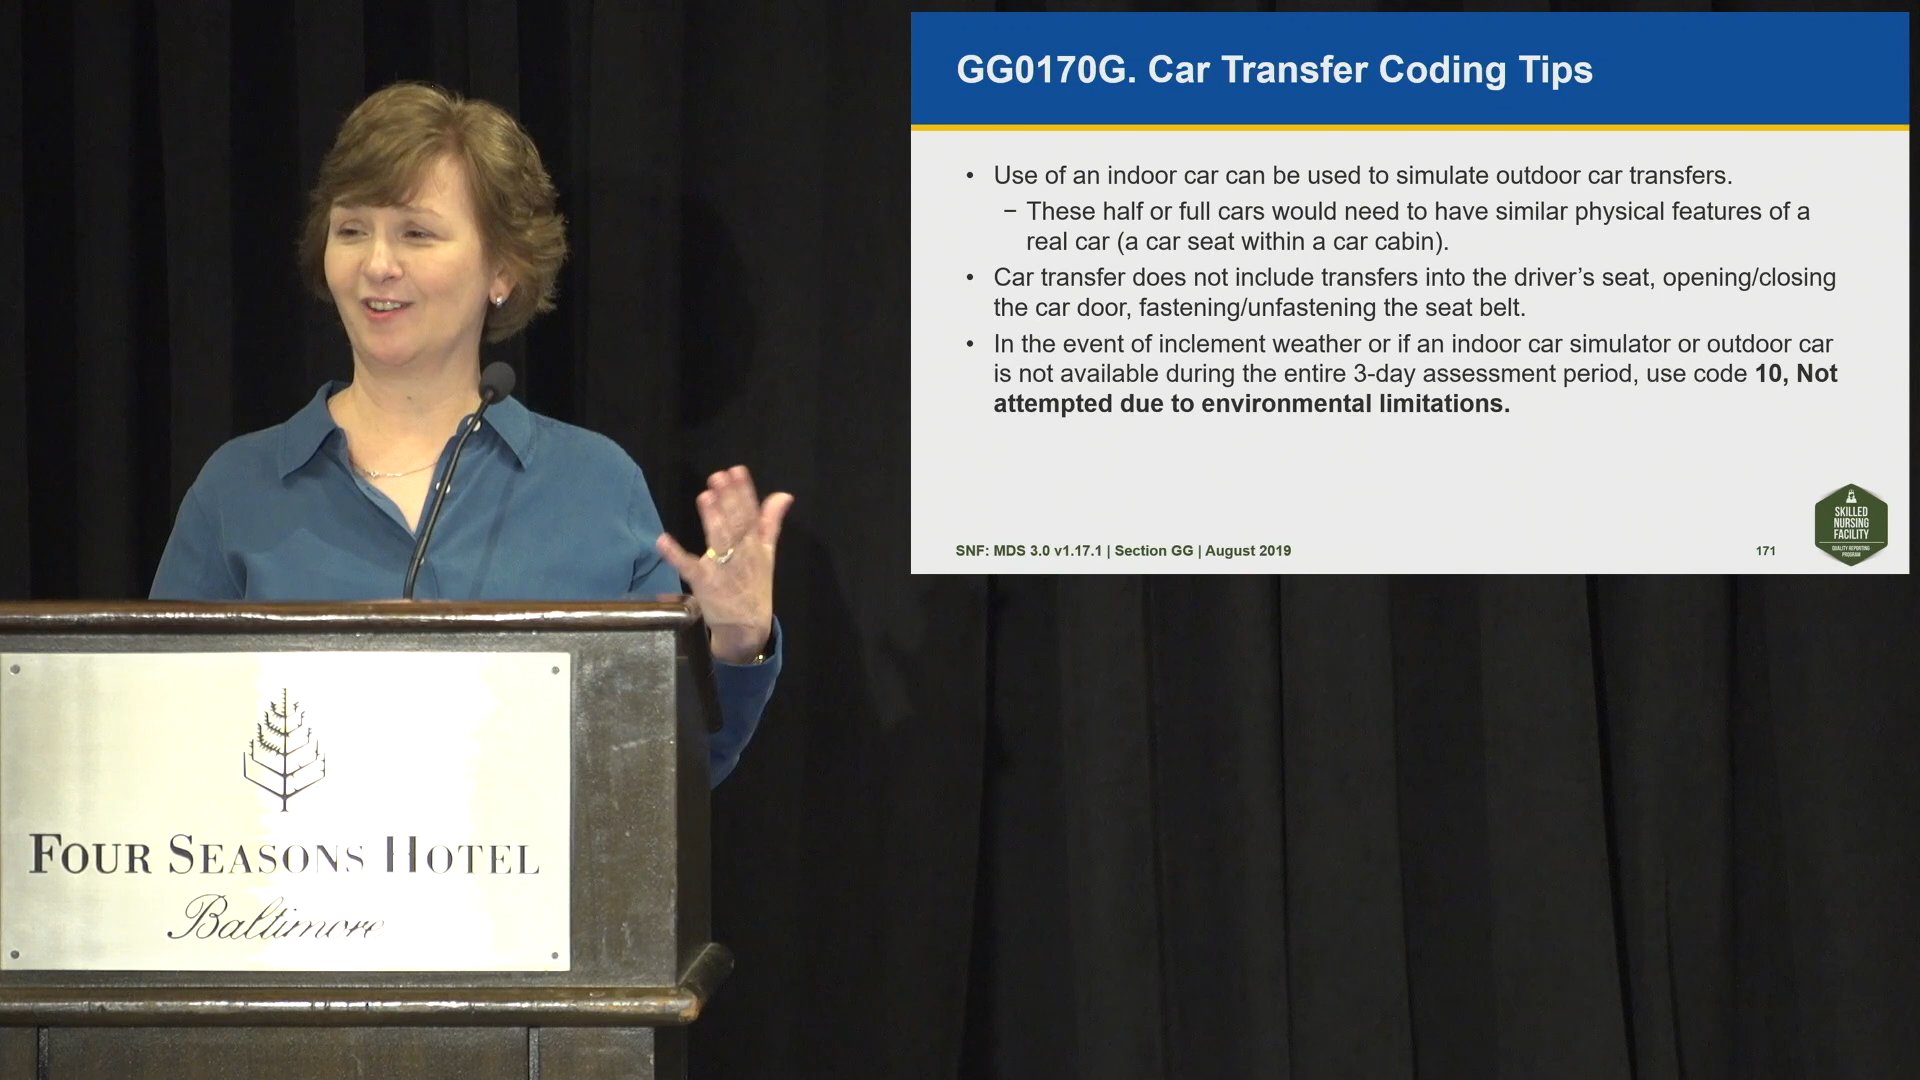 GG0170G. Car Transfer Coding Tips
• Use of an indoor car can be used to simulate outdoor car transfers.
− These half or full cars would need to have similar physical features of a
real car (a car seat within a car cabin).
• Car transfer does not include transfers into the driver’s seat, opening/closing
the car door, fastening/unfastening the seat belt.
• In the event of inclement weather or if an indoor car simulator or outdoor car
is not available during the entire 3-day assessment period, use code 10, Not
attempted due to environmental limitations.
SNF: MDS 3.0 v1.17.1 | Section GG | August 2019
171
SKILLED
NURSING
FACILITY
QUALITY REPORTING
PROGRAM
FOUR SEASONS HOTEL
Baltimore